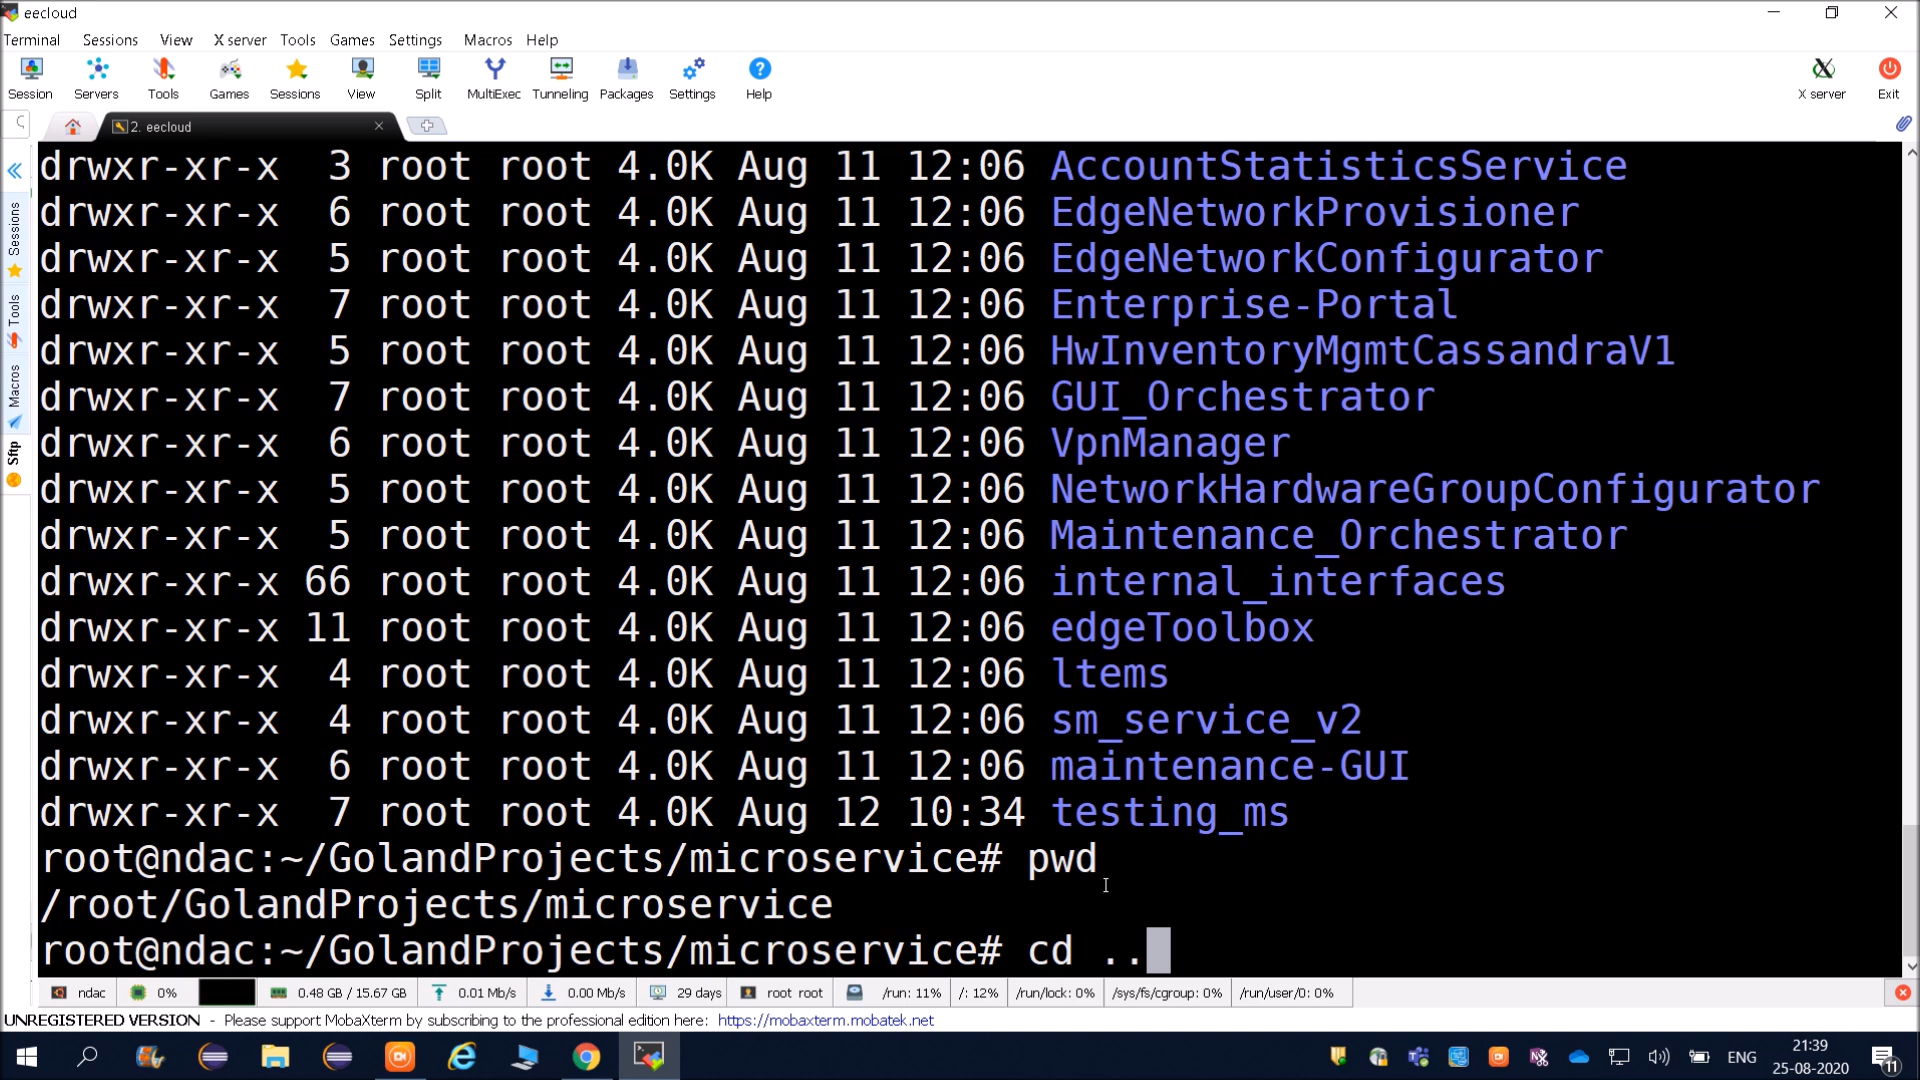 eecloud
Terminal Sessions View X server Tools Games Settings Macros Help
Session Servers Tools Games Sessions View Split MultiExec Tunneling Packages Settings Help X server Exit
2. eecloud
drwxr-xr-x 3 root root 4.0K Aug 11 12:06 AccountStatisticsService
drwxr-xr-x 6 root root 4.0K Aug 11 12:06 EdgeNetworkProvisioner
drwxr-xr-x 5 root root 4.0K Aug 11 12:06 EdgeNetworkConfigurator
drwxr-xr-x 7 root root 4.0K Aug 11 12:06 Enterprise-Portal
drwxr-xr-x 5 root root 4.0K Aug 11 12:06 HwInventoryMgmtCassandraV1
drwxr-xr-x 7 root root 4.0K Aug 11 12:06 GUI_Orchestrator
drwxr-xr-x 6 root root 4.0K Aug 11 12:06 VpnManager
drwxr-xr-x 5 root root 4.0K Aug 11 12:06 NetworkHardwareGroupConfigurator
drwxr-xr-x 5 root root 4.0K Aug 11 12:06 Maintenance_Orchestrator
drwxr-xr-x 66 root root 4.0K Aug 11 12:06 internal_interfaces
drwxr-xr-x 11 root root 4.0K Aug 11 12:06 edgeToolbox
drwxr-xr-x 4 root root 4.0K Aug 11 12:06 ltems
drwxr-xr-x 4 root root 4.0K Aug 11 12:06 sm_service_v2
drwxr-xr-x 6 root root 4.0K Aug 11 12:06 maintenance-GUI
drwxr-xr-x 7 root root 4.0K Aug 12 10:34 testing_ms
root@ndac:~/GolandProjects/microservice# pwd
/root/GolandProjects/microservice
root@ndac:~/GolandProjects/microservice# cd ..
Sessions
Tools
Macros
Sftp
ndac 0% 0.48 GB / 15.67 GB 0.01 Mb/s 0.00 Mb/s 29 days root root /run: 11% /: 12% /run/lock: 0% /sys/fs/cgroup: 0% /run/user/0: 0%
UNREGISTERED VERSION - Please support MobaXterm by subscribing to the professional edition here: https://mobaxterm.mobatek.net
ENG 21:39
25-08-2020
11